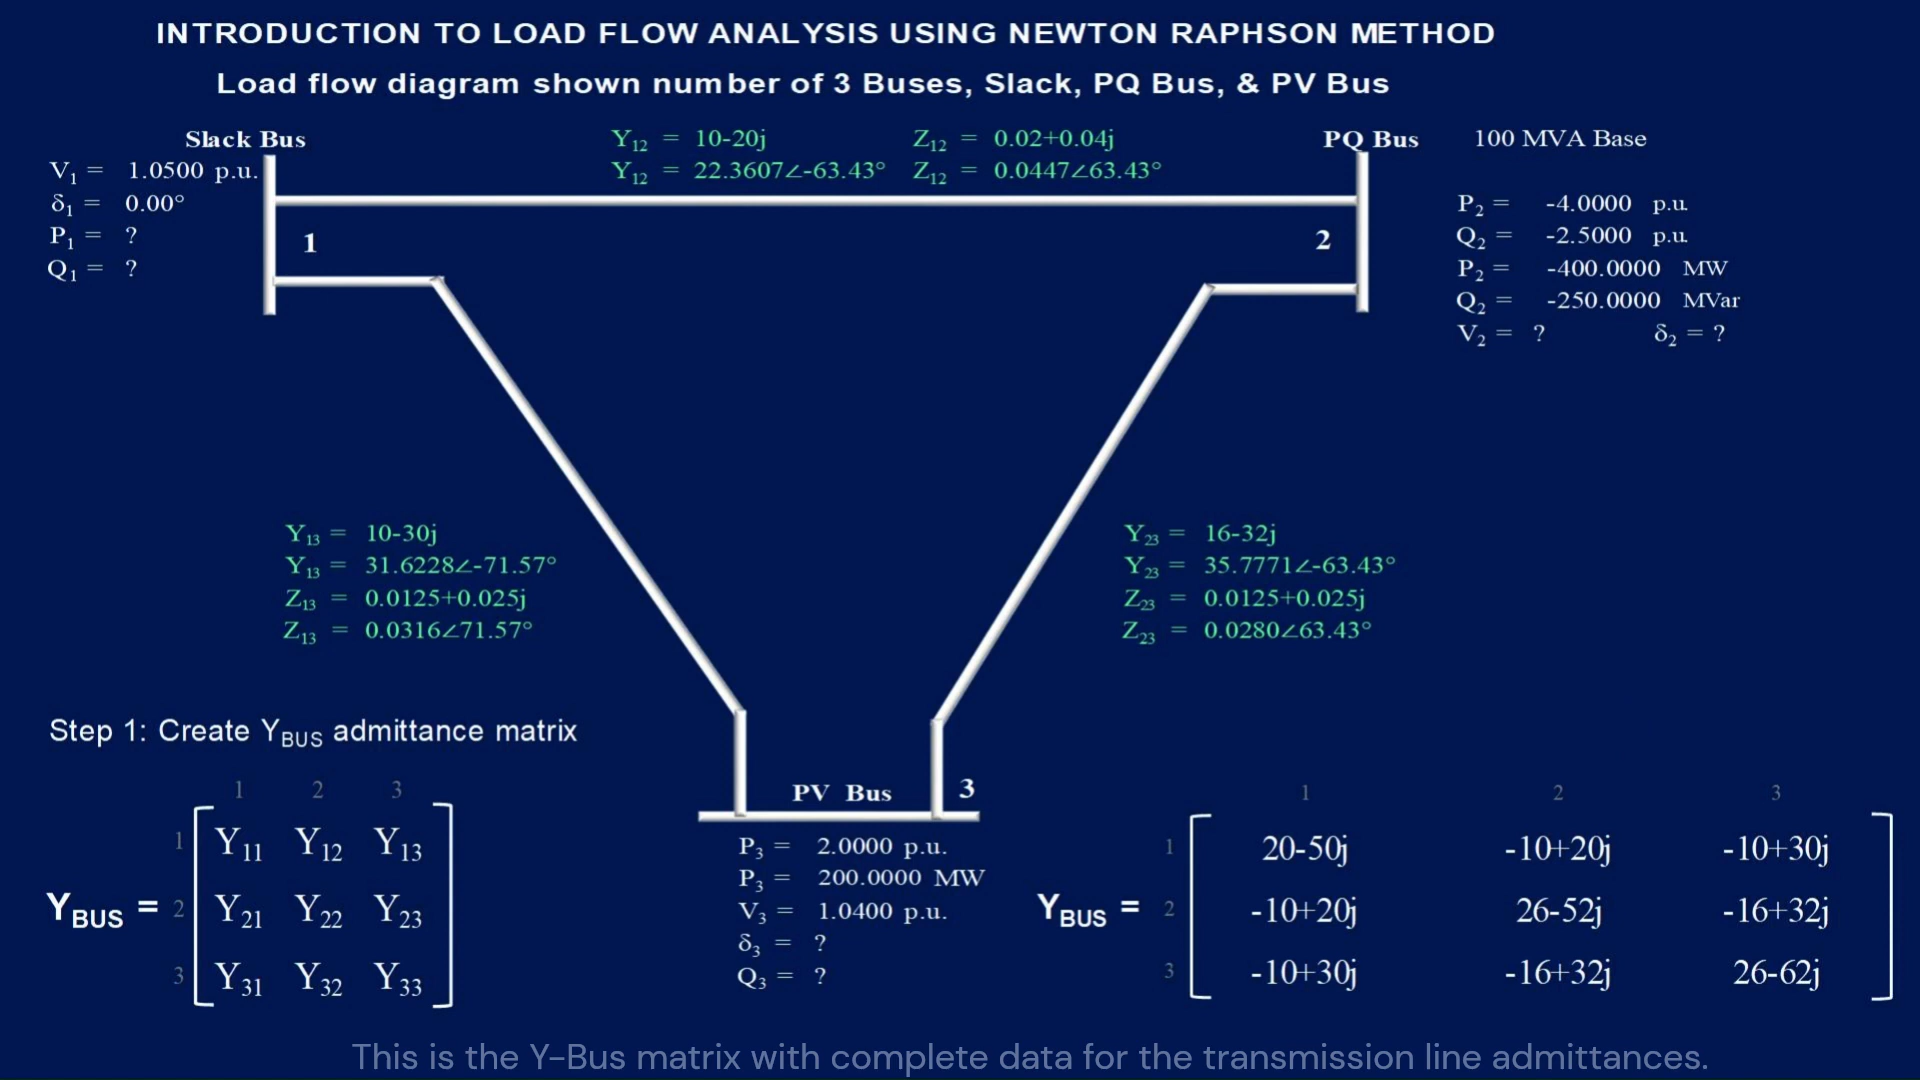 INTRODUCTION TO LOAD FLOW ANALYSIS USING NEWTON RAPHSON METHOD
Load flow diagram shown number of 3 Buses, Slack, PQ Bus, & PV Bus
Slack Bus
V₁ = 1.0500 p.u.
δ₁ = 0.00°
P₁ = ?
Q₁ = ?
1
Y₁₂ = 10-20j Z₁₂ = 0.02+0.04j
Y₁₂ = 22.3607∠-63.43° Z₁₂ = 0.0447∠63.43°
PQ Bus 100 MVA Base
2
P₂ = -4.0000 p.u.
Q₂ = -2.5000 p.u.
P₂ = -400.0000 MW
Q₂ = -250.0000 MVar
V₂ = ? δ₂ = ?
Y₁₃ = 10-30j
Y₁₃ = 31.6228∠-71.57°
Z₁₃ = 0.0125+0.025j
Z₁₃ = 0.0316∠71.57°
Y₂₃ = 16-32j
Y₂₃ = 35.7771∠-63.43°
Z₂₃ = 0.0125+0.025j
Z₂₃ = 0.0280∠63.43°
Step 1: Create Y_BUS admittance matrix
1 2 3
1 Y₁₁ Y₁₂ Y₁₃
Y_BUS = 2 Y₂₁ Y₂₂ Y₂₃
3 Y₃₁ Y₃₂ Y₃₃
PV Bus 3
P₃ = 2.0000 p.u.
P₃ = 200.0000 MW
V₃ = 1.0400 p.u.
δ₃ = ?
Q₃ = ?
1 2 3
1 20-50j -10+20j -10+30j
Y_BUS = 2 -10+20j 26-52j -16+32j
3 -10+30j -16+32j 26-62j
This is the Y-Bus matrix with complete data for the transmission line admittances.